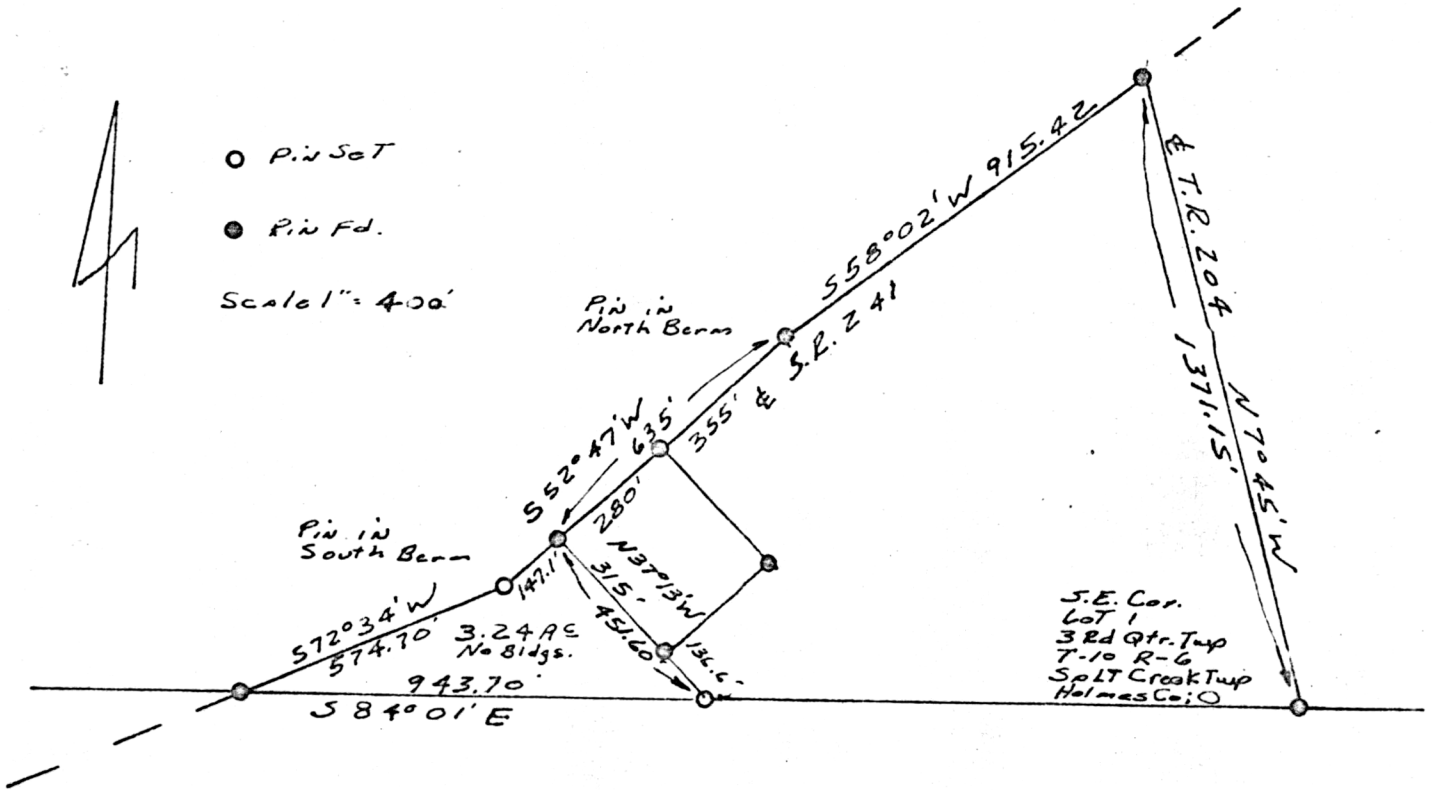 Pin Set
Pin Fd.
Scale 1" = 400'
Pin in
North Berm
S 58° 02' W 915.42
℄ S.R. 241
℄ T.R. 204
N 7° 45' W
1371.15'
S 52° 47' W
635'
355'
280'
Pin in
South Berm
147.1'
N 37° 13' W
315'
451.60'
136.6'
S 72° 34' W
574.70'
3.24 Ac
No Bldgs.
943.70'
S 84° 01' E
S.E. Cor.
Lot 1
3 Rd Qtr. Twp
T-10 R-6
Salt Creek Twp
Holmes Co; O